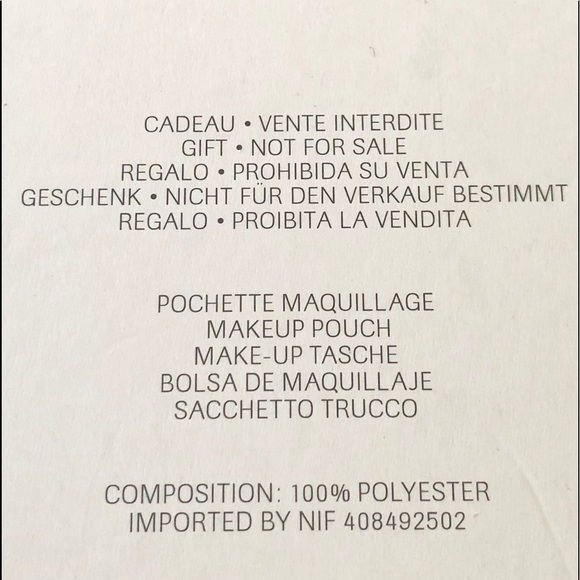 CADEAU • VENTE INTERDITE
GIFT • NOT FOR SALE
REGALO • PROHIBIDA SU VENTA
GESCHENK • NICHT FÜR DEN VERKAUF BESTIMMT
REGALO • PROIBITA LA VENDITA
POCHETTE MAQUILLAGE
MAKEUP POUCH
MAKE-UP TASCHE
BOLSA DE MAQUILLAJE
SACCHETTO TRUCCO
COMPOSITION: 100% POLYESTER
IMPORTED BY NIF 408492502